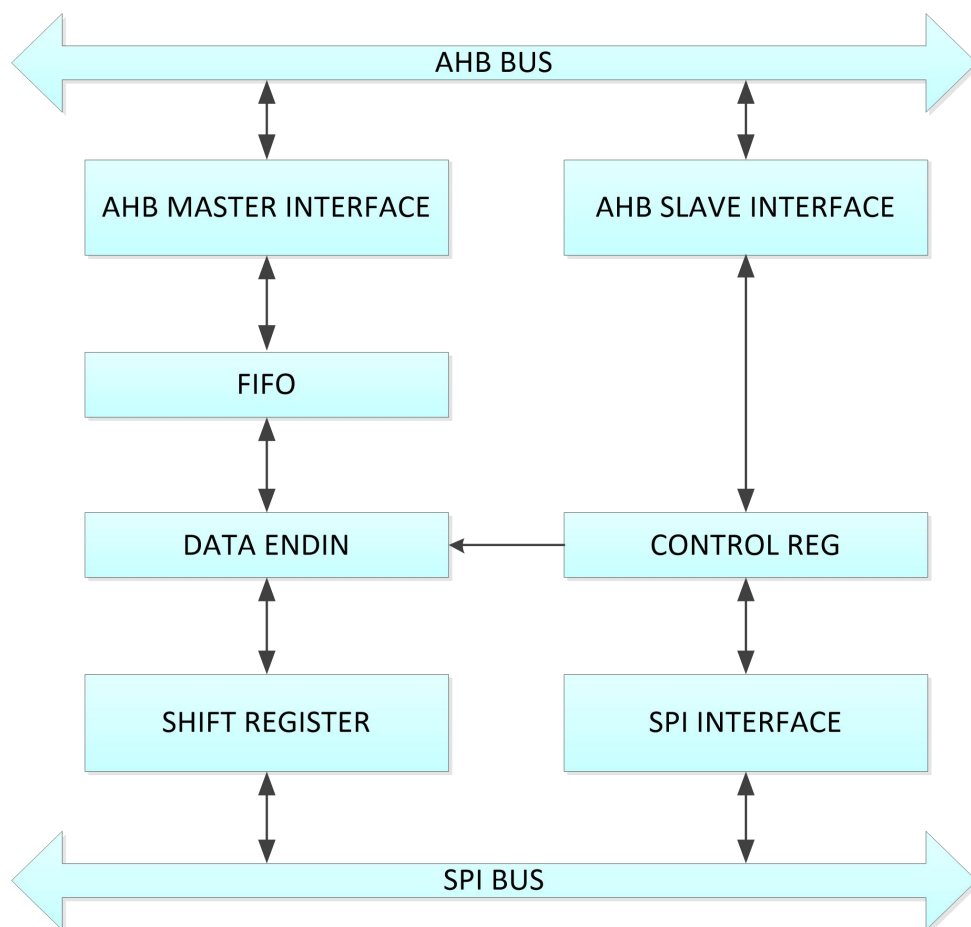 AHB BUS
AHB MASTER INTERFACE
AHB SLAVE INTERFACE
FIFO
DATA ENDIN
CONTROL REG
SHIFT REGISTER
SPI INTERFACE
SPI BUS